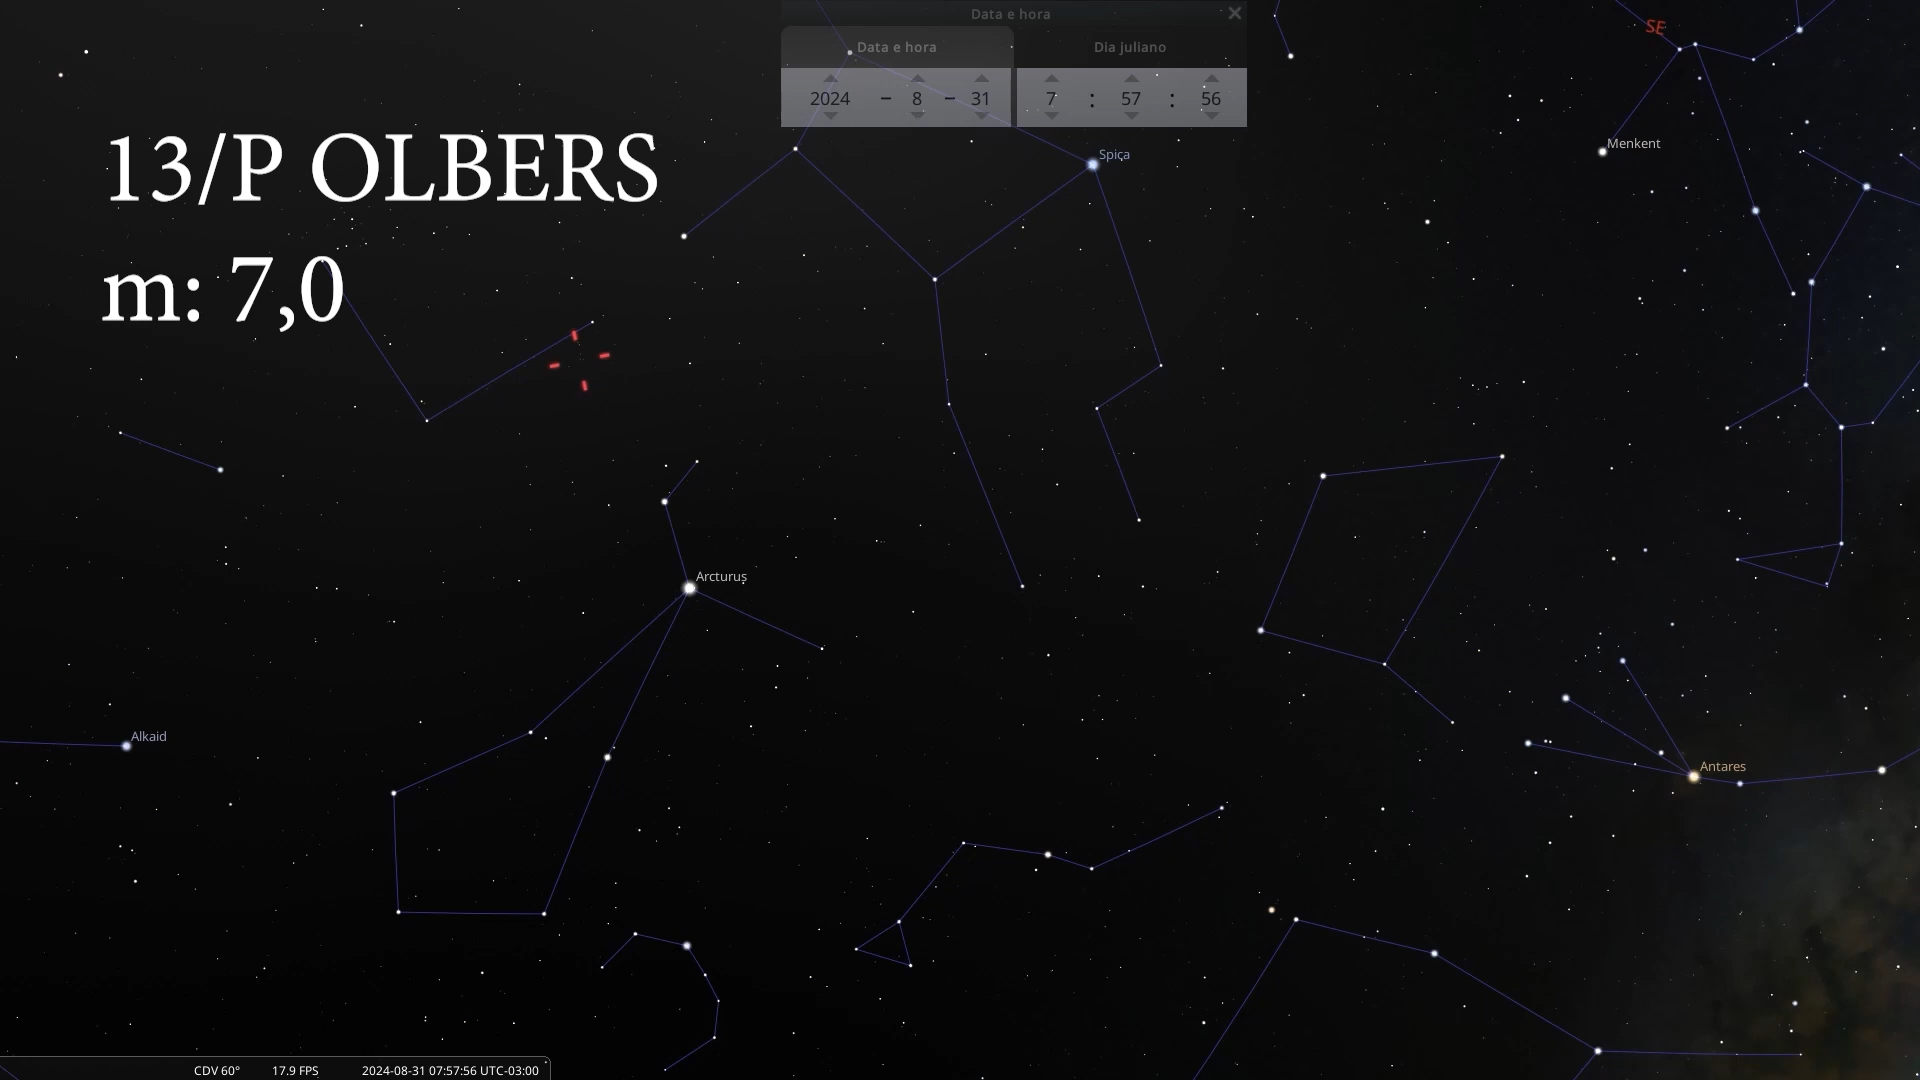 Data e hora
Data e hora
Dia juliano
2024 - 8 - 31
7 : 57 : 56
SE
13/P OLBERS
m: 7,0
Spica
Menkent
Arcturus
Alkaid
Antares
CDV 60° 17.9 FPS 2024-08-31 07:57:56 UTC-03:00